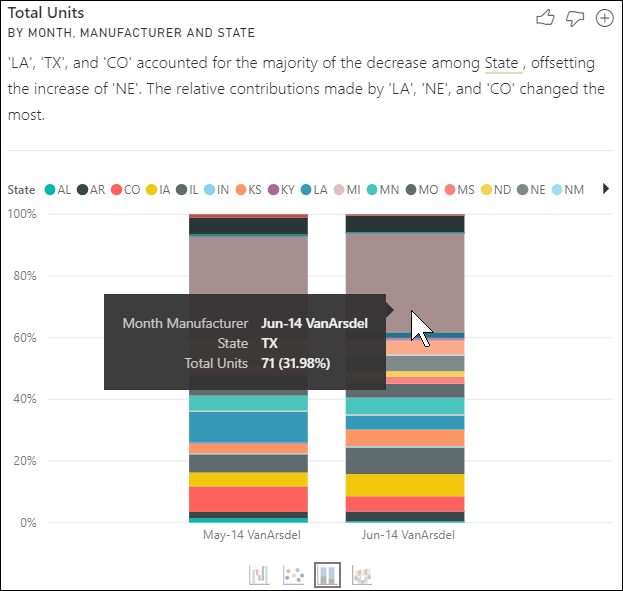 Total Units
BY MONTH, MANUFACTURER AND STATE
'LA', 'TX', and 'CO' accounted for the majority of the decrease among State , offsetting
the increase of 'NE'. The relative contributions made by 'LA', 'NE', and 'CO' changed the
most.
State AL AR CO IA IL IN KS KY LA MI MN MO MS ND NE NM
100%
80%
60%
40%
20%
0%
Month Manufacturer Jun-14 VanArsdel
State TX
Total Units 71 (31.98%)
May-14 VanArsdel Jun-14 VanArsdel